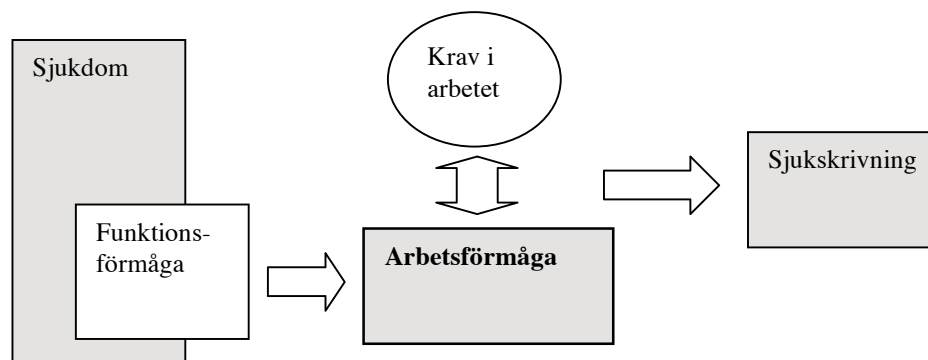 Sjukdom
Krav i
arbetet
Sjukskrivning
Funktions-
förmåga
Arbetsförmåga